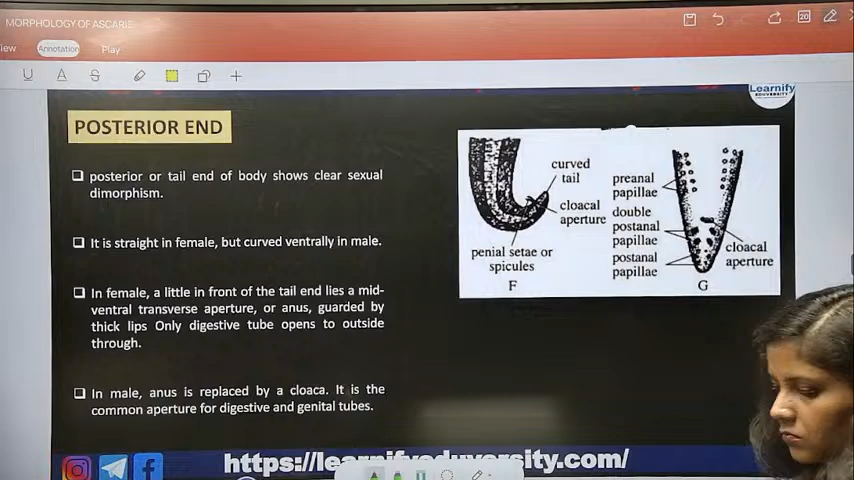 MORPHOLOGY OF ASCARIS
iew
Annotation
Play
20
U A S
Learnify
EDUVERSITY
POSTERIOR END
posterior or tail end of body shows clear sexual
dimorphism.
It is straight in female, but curved ventrally in male.
In female, a little in front of the tail end lies a mid-
ventral transverse aperture, or anus, guarded by
thick lips Only digestive tube opens to outside
through.
In male, anus is replaced by a cloaca. It is the
common aperture for digestive and genital tubes.
curved
tail
cloacal
aperture
penial setae or
spicules
F
preanal
papillae
double
postanal
papillae
postanal
papillae
cloacal
aperture
G